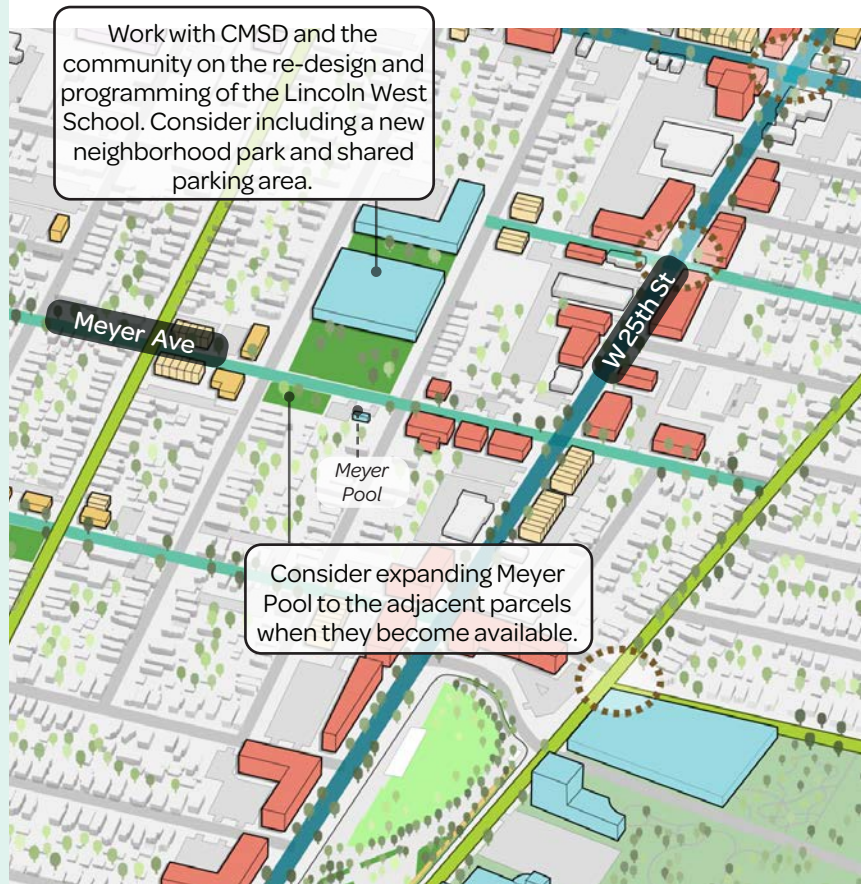 Work with CMSD and the
community on the re-design and
programming of the Lincoln West
School. Consider including a new
neighborhood park and shared
parking area.
W 25th St
Meyer Ave
Meyer
Pool
Consider expanding Meyer
Pool to the adjacent parcels
when they become available.